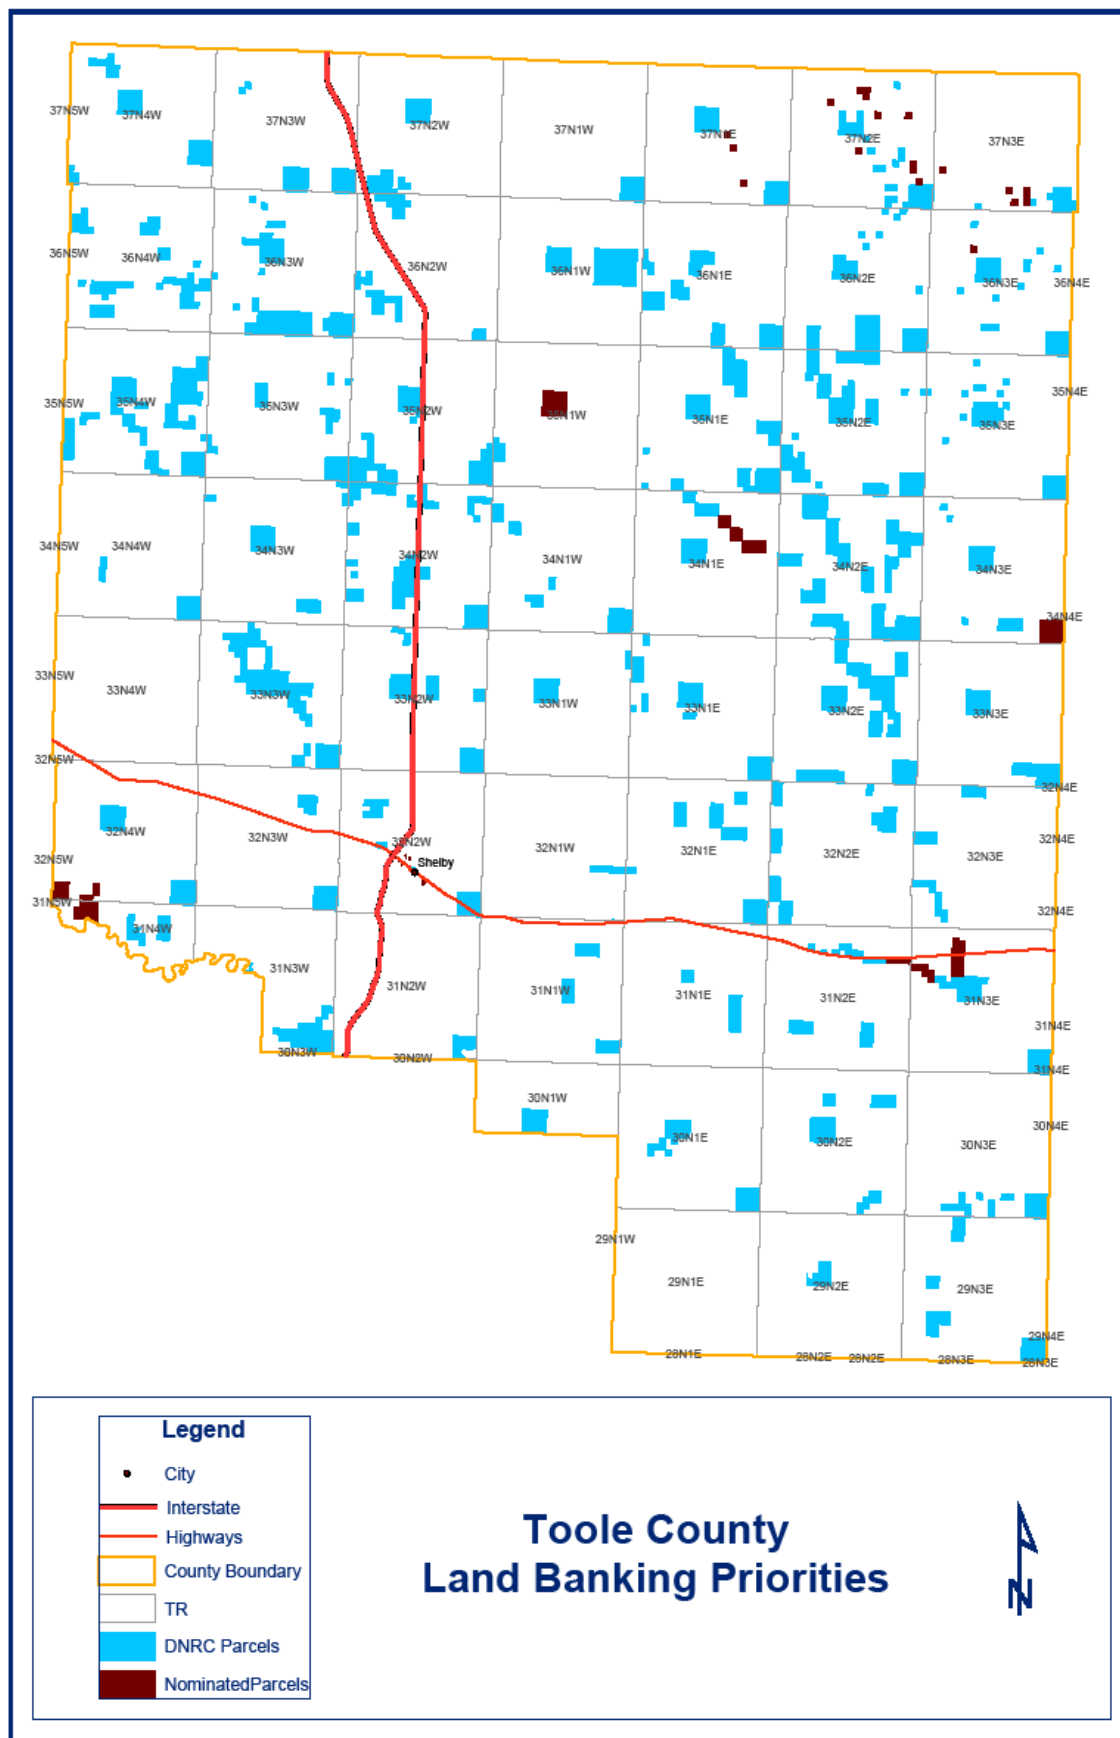 37N5W
37N4W
37N3W
37N2W
37N1W
37N1E
37N2E
37N3E
36N5W
36N4W
36N3W
36N2W
36N1W
36N1E
36N2E
36N3E
36N4E
35N5W
35N4W
35N3W
35N2W
35N1W
35N1E
35N2E
35N3E
35N4E
34N5W
34N4W
34N3W
34N2W
34N1W
34N1E
34N2E
34N3E
34N4E
33N5W
33N4W
33N3W
33N2W
33N1W
33N1E
33N2E
33N3E
32N5W
32N4E
32N4W
32N3W
32N2W
32N1W
32N1E
32N2E
32N3E
32N4E
Shelby
32N5W
31N5W
32N4E
31N4W
31N3W
31N2W
31N1W
31N1E
31N2E
31N3E
31N4E
30N3W
30N2W
31N4E
30N1W
30N1E
30N2E
30N3E
30N4E
29N1W
29N1E
29N2E
29N3E
29N4E
28N1E
28N2E
28N2E
28N3E
28N3E
Legend
City
Interstate
Highways
County Boundary
TR
DNRC Parcels
NominatedParcels
Toole County
Land Banking Priorities
N